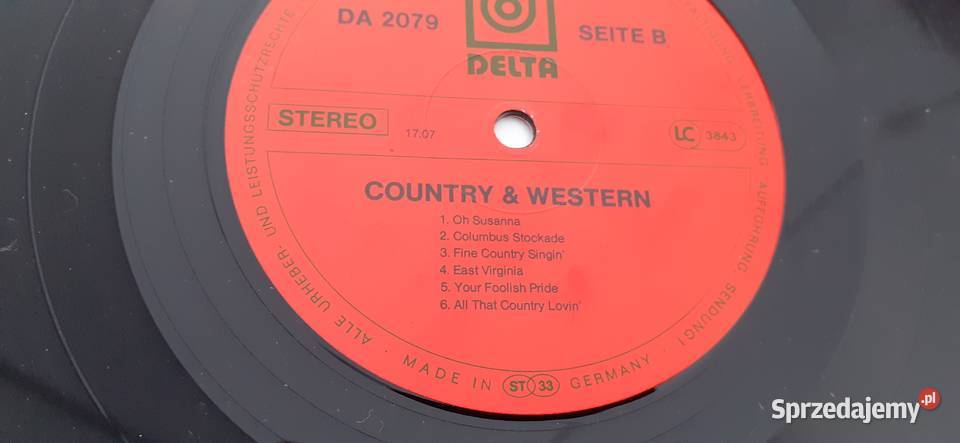 DA 2079
DELTA
SEITE B
STEREO
17.07
LC 3843
COUNTRY & WESTERN
1. Oh Susanna
2. Columbus Stockade
3. Fine Country Singin'
4. East Virginia
5. Your Foolish Pride
6. All That Country Lovin'
ALLE URHEBER- UND LEISTUNGSSCHUTZRECHTE
VERBREITUNG AUFFÜHRUNG SENDUNG!
MADE IN ST 33 GERMANY
Sprzedajemy.pl